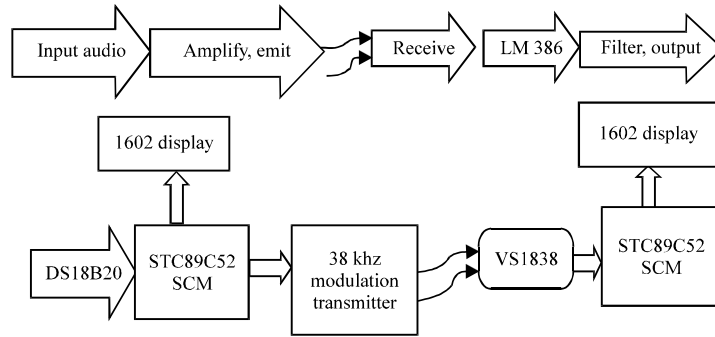 Input audio
Amplify, emit
Receive
LM 386
Filter, output
1602 display
1602 display
DS18B20
STC89C52
SCM
38 khz
modulation
transmitter
VS1838
STC89C52
SCM